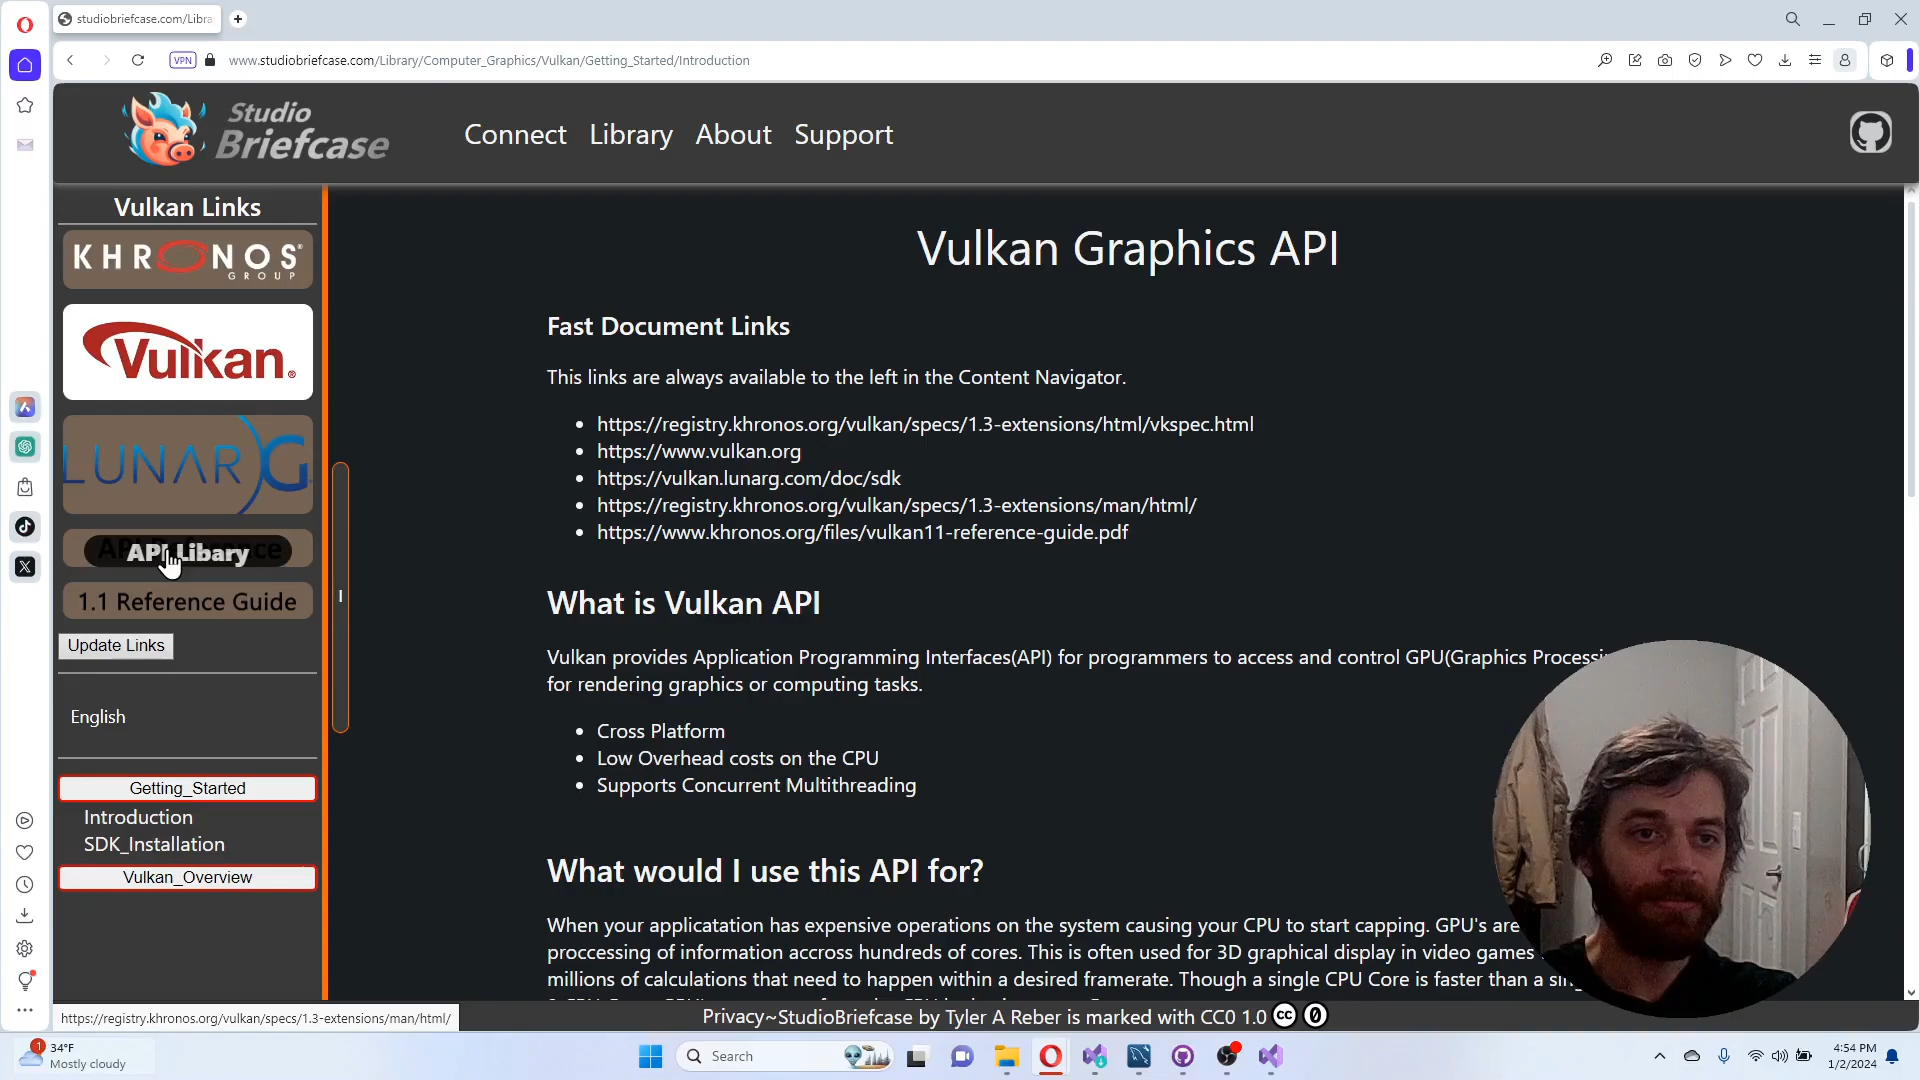 studiobriefcase.com/Libra
VPN
www.studiobriefcase.com/Library/Computer_Graphics/Vulkan/Getting_Started/Introduction
Studio
Briefcase
Connect Library About Support
Vulkan Links
KHRONOS®
GROUP
Vulkan®
LUNAR G
API Libary
1.1 Reference Guide
Update Links
English
Getting_Started
Introduction
SDK_Installation
Vulkan_Overview
Vulkan Graphics API
Fast Document Links
This links are always available to the left in the Content Navigator.
• https://registry.khronos.org/vulkan/specs/1.3-extensions/html/vkspec.html
• https://www.vulkan.org
• https://vulkan.lunarg.com/doc/sdk
• https://registry.khronos.org/vulkan/specs/1.3-extensions/man/html/
• https://www.khronos.org/files/vulkan11-reference-guide.pdf
What is Vulkan API
Vulkan provides Application Programming Interfaces(API) for programmers to access and control GPU(Graphics Processi
for rendering graphics or computing tasks.
• Cross Platform
• Low Overhead costs on the CPU
• Supports Concurrent Multithreading
What would I use this API for?
When your applicatation has expensive operations on the system causing your CPU to start capping. GPU's are
proccessing of information accross hundreds of cores. This is often used for 3D graphical display in video games
millions of calculations that need to happen within a desired framerate. Though a single CPU Core is faster than a sin
https://registry.khronos.org/vulkan/specs/1.3-extensions/man/html/
Privacy~StudioBriefcase by Tyler A Reber is marked with CC0 1.0
1
34°F
Mostly cloudy
Search
4:54 PM
1/2/2024